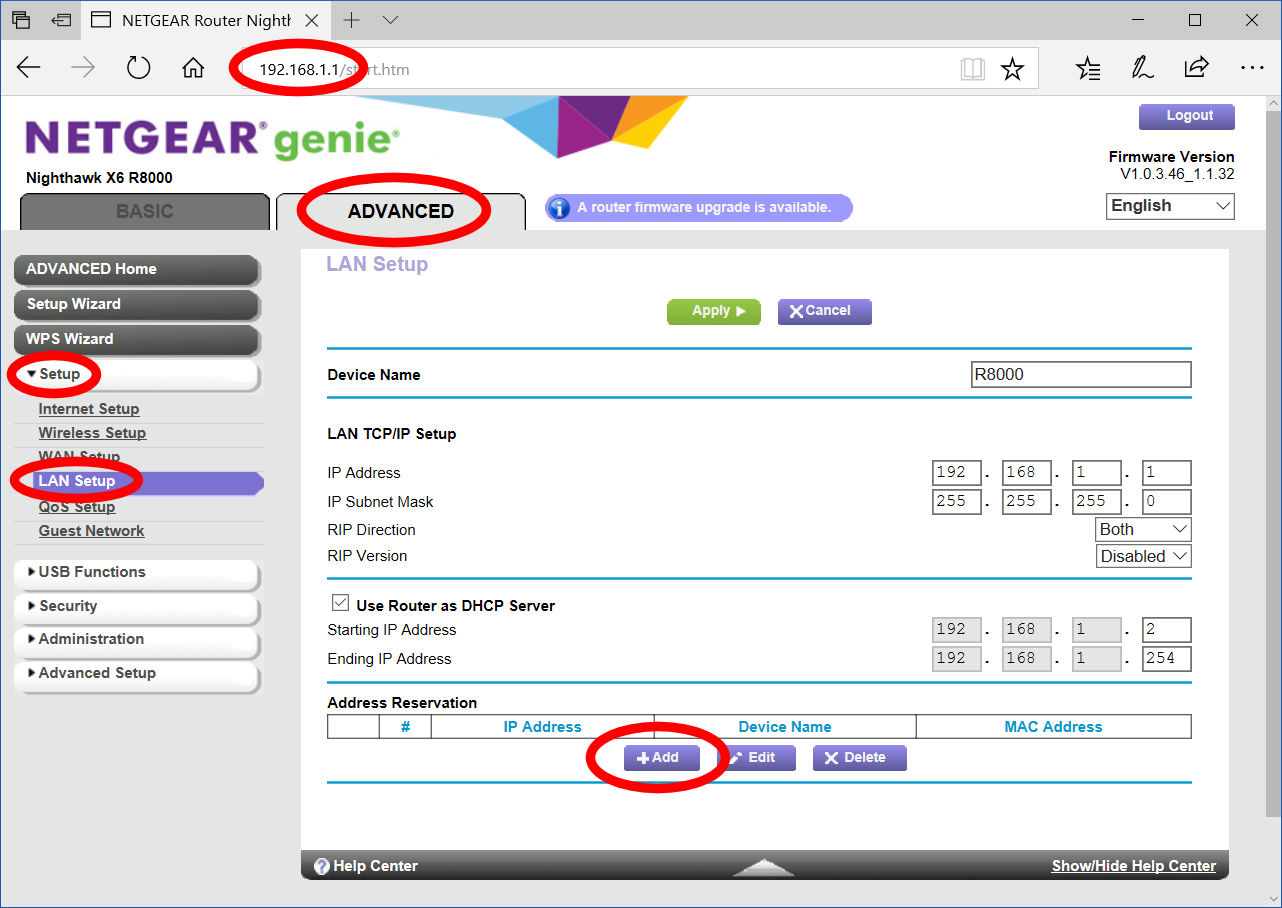 NETGEAR Router Nighth
192.168.1.1/start.htm
NETGEAR® genie®
Logout
Nighthawk X6 R8000
Firmware Version
V1.0.3.46_1.1.32
BASIC
ADVANCED
A router firmware upgrade is available.
English
ADVANCED Home
Setup Wizard
WPS Wizard
Setup
Internet Setup
Wireless Setup
WAN Setup
LAN Setup
QoS Setup
Guest Network
USB Functions
Security
Administration
Advanced Setup
LAN Setup
Apply
Cancel
Device Name R8000
LAN TCP/IP Setup
IP Address 192 . 168 . 1 . 1
IP Subnet Mask 255 . 255 . 255 . 0
RIP Direction Both
RIP Version Disabled
Use Router as DHCP Server
Starting IP Address 192 . 168 . 1 . 2
Ending IP Address 192 . 168 . 1 . 254
Address Reservation
# IP Address Device Name MAC Address
Add Edit Delete
Help Center Show/Hide Help Center